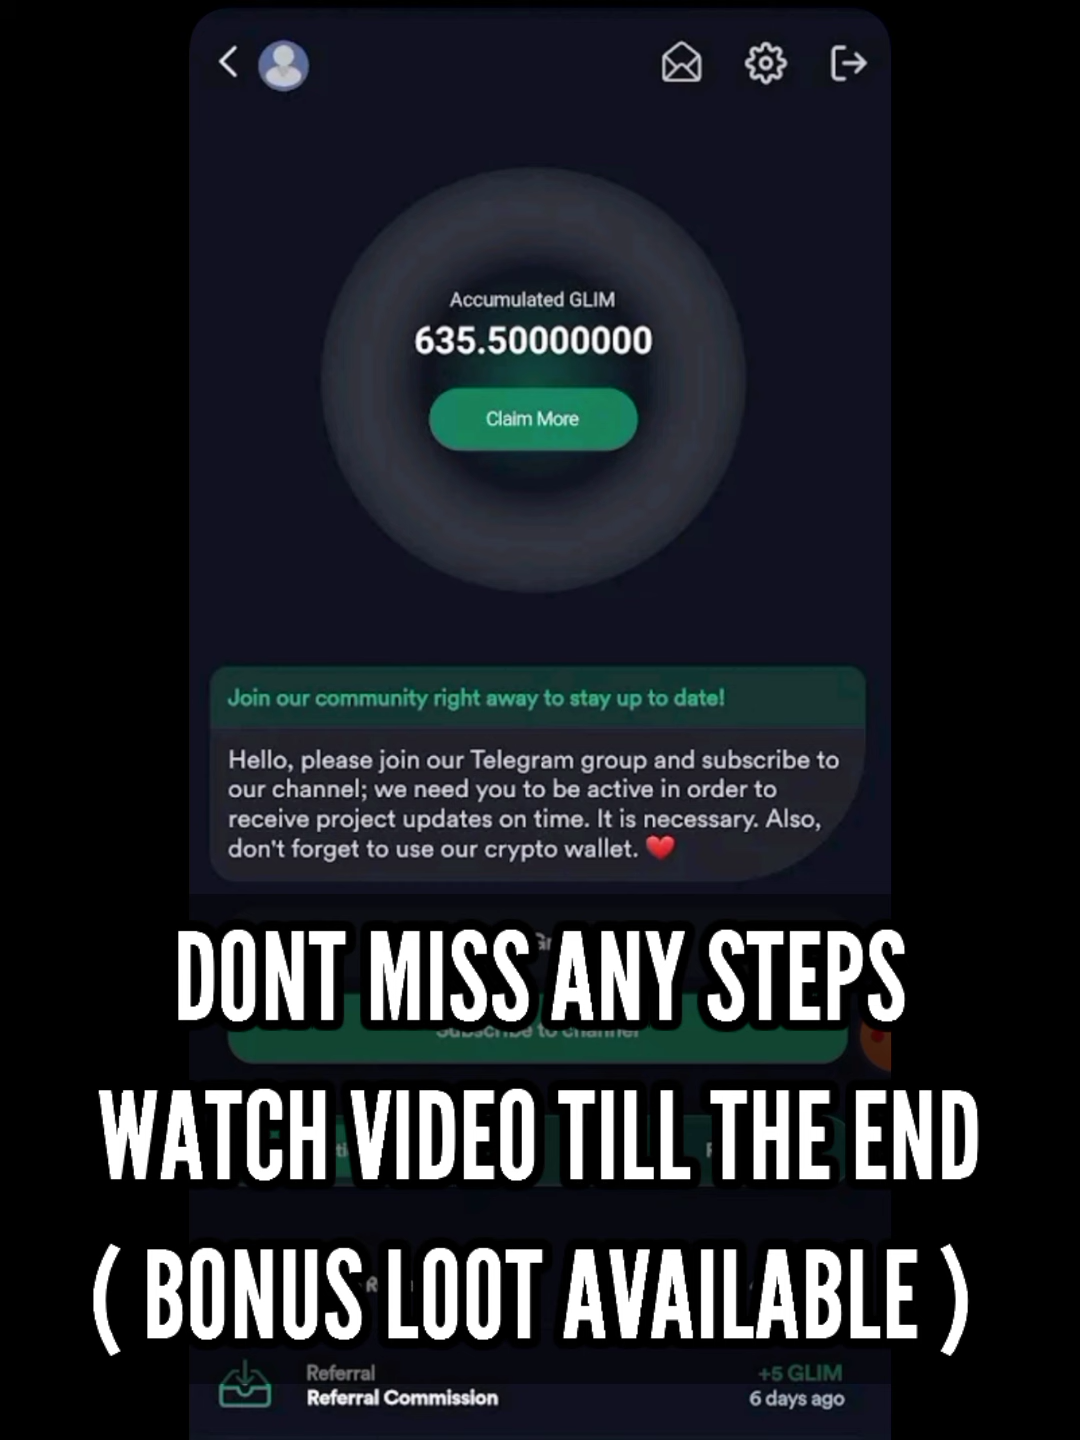 Accumulated GLIM
635.50000000
Claim More
Join our community right away to stay up to date!
Hello, please join our Telegram group and subscribe to
our channel; we need you to be active in order to
receive project updates on time. It is necessary. Also,
don't forget to use our crypto wallet. ❤️
DONT MISS ANY STEPS
Subscribe to channel
WATCH VIDEO TILL THE END
( BONUS LOOT AVAILABLE )
Referral
+5 GLIM
Referral Commission
6 days ago